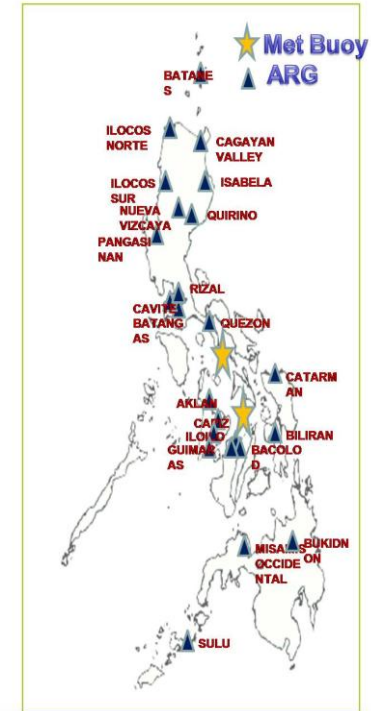 Met Buoy
ARG
BATANE
S
ILOCOS
NORTE
CAGAYAN
VALLEY
ILOCOS
SUR
ISABELA
NUEVA
VIZCAYA
QUIRINO
PANGASI
NAN
RIZAL
CAVITE
BATANG
AS
QUEZON
CATARM
AN
AKLAN
CAPIZ
ILOILO
GUIMAR
AS
BILIRAN
BACOLO
D
MISAMIS
OCCIDE
NTAL
BUKIDN
ON
SULU